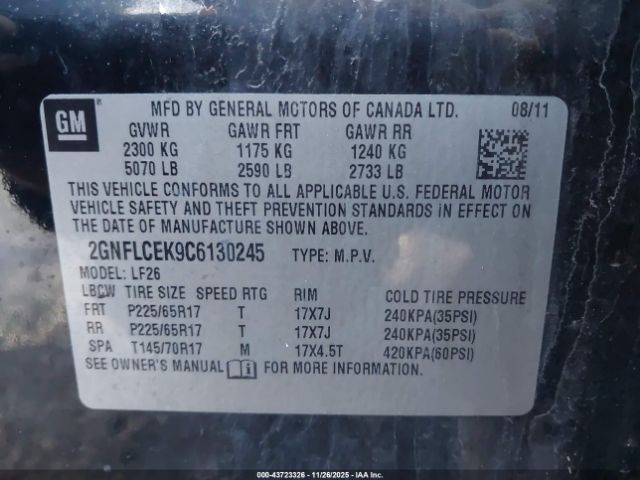 GM
MFD BY GENERAL MOTORS OF CANADA LTD. 08/11
GVWR GAWR FRT GAWR RR
2300 KG 1175 KG 1240 KG
5070 LB 2590 LB 2733 LB
THIS VEHICLE CONFORMS TO ALL APPLICABLE U.S. FEDERAL MOTOR
VEHICLE SAFETY AND THEFT PREVENTION STANDARDS IN EFFECT ON
THE DATE OF MANUFACTURE SHOWN ABOVE.
2GNFLCEK9C6130245 TYPE: M.P.V.
MODEL: LF26
LBCW TIRE SIZE SPEED RTG RIM COLD TIRE PRESSURE
FRT P225/65R17 T 17X7J 240KPA(35PSI)
RR P225/65R17 T 17X7J 240KPA(35PSI)
SPA T145/70R17 M 17X4.5T 420KPA(60PSI)
SEE OWNER'S MANUAL i FOR MORE INFORMATION.
00-43723326 | 11/26/2025 | IAA Inc.